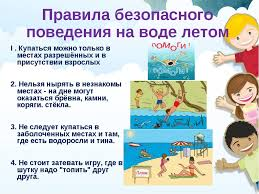 Правила безопасного
поведения на воде летом
I . Купаться можно только в
местах разрешённых и в
присутствии взрослых
2. Нельзя нырять в незнакомы
местах - на дне могут
оказаться брёвна, камни,
коряги. стёкла.
3. Не следует купаться в
заболоченных местах и там,
где есть водоросли и тина.
4. Не стоит затевать игру, где в
шутку надо "топить" друг
друга.
ПОМОГИ